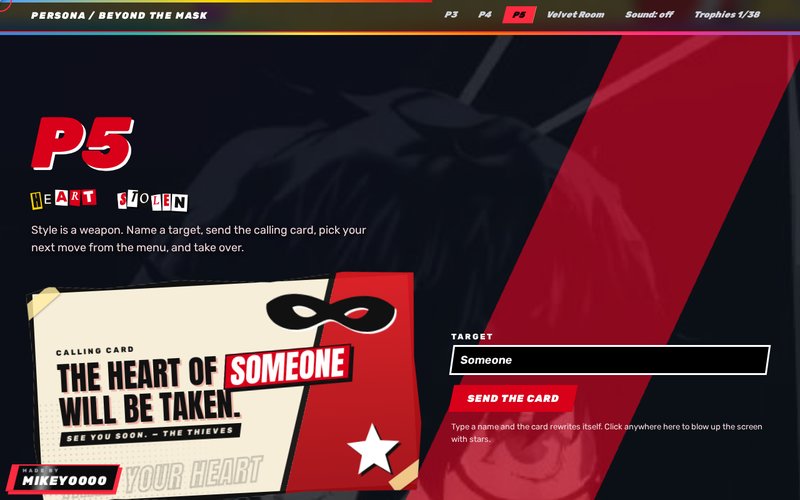 PERSONA / BEYOND THE MASK
P3
P4
P5
Velvet Room
Sound: off
Trophies 1/38
P5
HEART STOLEN
Style is a weapon. Name a target, send the calling card, pick your
next move from the menu, and take over.
CALLING CARD
THE HEART OF SOMEONE
WILL BE TAKEN.
SEE YOU SOON. — THE THIEVES
YOUR HEART
TARGET
Someone
SEND THE CARD
Type a name and the card rewrites itself. Click anywhere here to blow up the screen
with stars.
MADE BY
MIKEYOOOO